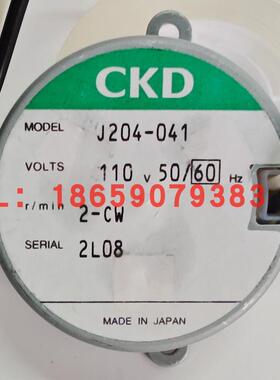 CKD
MODEL J204-041
VOLTS 110 v 50/60 Hz
L: 18659079383
r/min 2-CW
SERIAL 2L08
MADE IN JAPAN